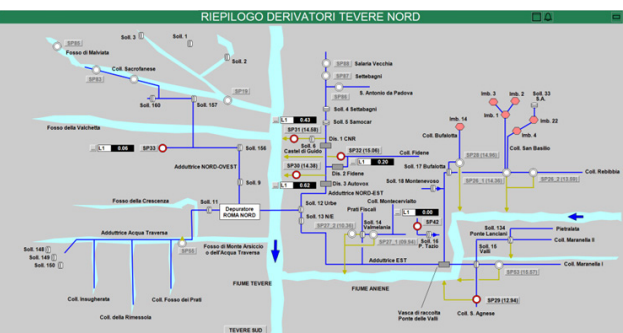 RIEPILOGO DERIVATORI TEVERE NORD
Soll. 3
Soll. 1
SP88
Salaria Vecchia
Fosso di Malviata
Soll. 2
SP87
Settebagni
Coll. Sacrofanese
S. Antonio da Padova
Imb. 3
Imb. 2
Soll. 33
S.A.
SP19
Soll. 160
Soll. 157
Soll. 4 Settebagni
Imb. 1
Imb. 14
Imb. 22
L1
0.43
Soll. 5 Samocar
Fosso della Valchetta
SP31 (14.58)
Dis. 1 CNR
Coll. Bufalotta
Imb. 4
L1
0.06
SP33
Soll. 156
Soll. 6
Castel di Guido
SP32 (15.06)
Coll. Fidene
Coll. San Basilio
L1
0.20
Soll. 17 Bufalotta
SP30 (14.38)
Dis. 2 Fidene
Coll. Rebibbia
Adduttrice NORD-OVEST
Soll. 9
L1
0.62
Dis. 3 Autovox
Soll. 18 Montenevoso
Adduttrice NORD-EST
Fosso della Crescenza
Soll. 11
Depuratore
ROMA NORD
Soll. 12 Urbe
Coll. Montecervialto
Prati Fiscali
L1
0.00
Soll. 13 N/E
Soll. 14
Valmelaina
SP42
Soll. 134
Ponte Lanciani
Pietralata
Adduttrice Acqua Traversa
Soll. 16
P. Tazio
Coll. Maranella II
Soll. 148
Soll. 149
Soll. 150
Fosso di Monte Arsiccio
o dell'Acqua Traversa
Soll. 15
Valli
Adduttrice EST
Coll. Maranella I
FIUME TEVERE
FIUME ANIENE
Coll. Insugherata
Coll. Fosso dei Prati
SP29 (12.94)
Coll. della Rimessola
Vasca di raccolta
Ponte delle Valli
Coll. S. Agnese
TEVERE SUD